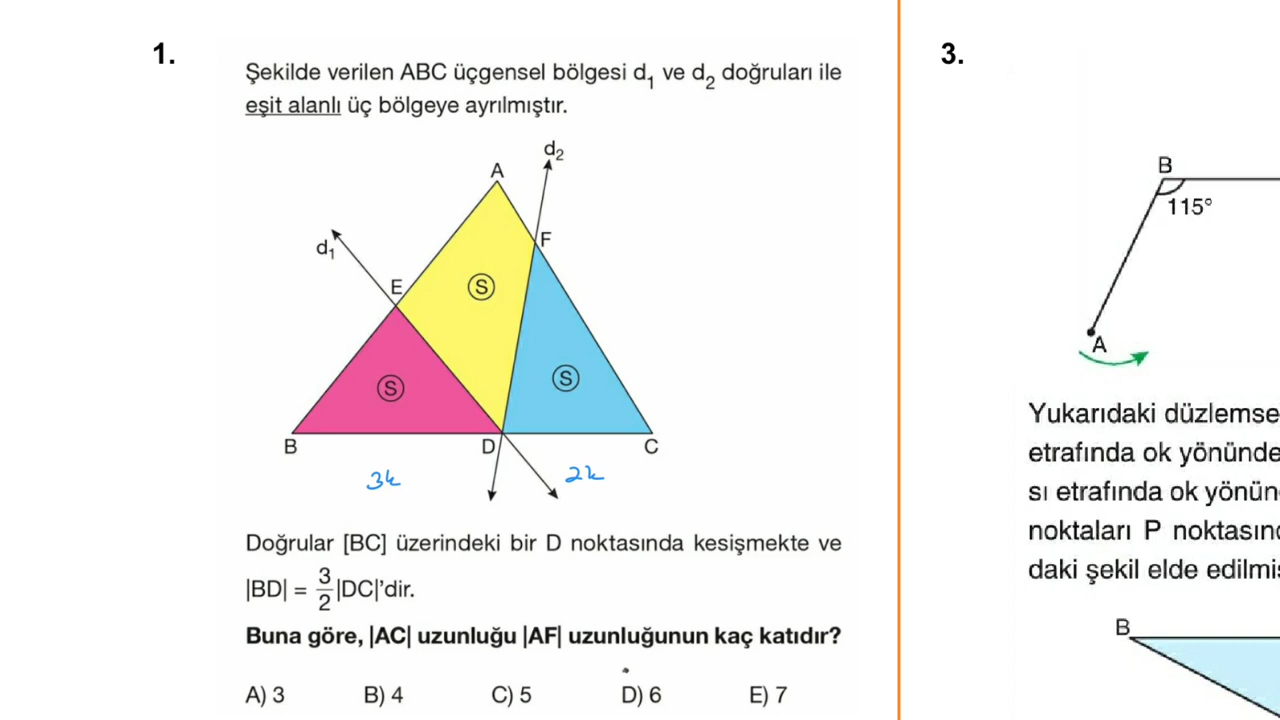 1.
Şekilde verilen ABC üçgensel bölgesi d₁ ve d₂ doğruları ile
eşit alanlı üç bölgeye ayrılmıştır.
d₂
A
d₁
F
E
S
S
S
B
D
C
3k
2k
Doğrular [BC] üzerindeki bir D noktasında kesişmekte ve
|BD| = 3/2 |DC|'dir.
Buna göre, |AC| uzunluğu |AF| uzunluğunun kaç katıdır?
A) 3 B) 4 C) 5 D) 6 E) 7
3.
B
115°
A
Yukarıdaki düzlemse
etrafında ok yönünde
sı etrafında ok yönün
noktaları P noktasın
daki şekil elde edilmi
B